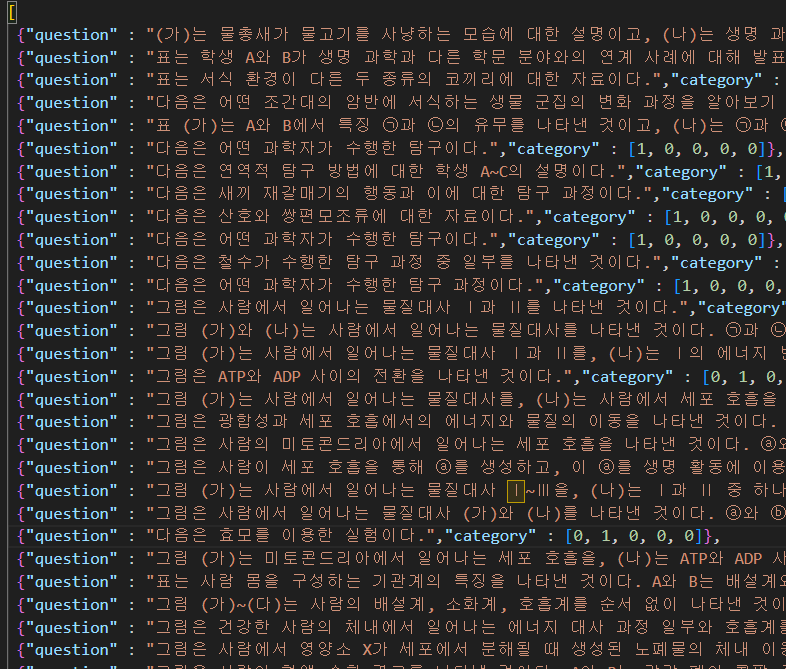 [
{"question" : "(가)는 물총새가 물고기를 사냥하는 모습에 대한 설명이고, (나)는 생명 과
{"question" : "표는 학생 A와 B가 생명 과학과 다른 학문 분야와의 연계 사례에 대해 발표
{"question" : "표는 서식 환경이 다른 두 종류의 코끼리에 대한 자료이다.","category" :
{"question" : "다음은 어떤 조간대의 암반에 서식하는 생물 군집의 변화 과정을 알아보기
{"question" : "표 (가)는 A와 B에서 특징 ㉠과 ㉡의 유무를 나타낸 것이고, (나)는 ㉠과
{"question" : "다음은 어떤 과학자가 수행한 탐구이다.","category" : [1, 0, 0, 0, 0]},
{"question" : "다음은 연역적 탐구 방법에 대한 학생 A~C의 설명이다.","category" : [1,
{"question" : "다음은 새끼 재갈매기의 행동과 이에 대한 탐구 과정이다.","category" : [
{"question" : "다음은 산호와 쌍편모조류에 대한 자료이다.","category" : [1, 0, 0, 0,
{"question" : "다음은 어떤 과학자가 수행한 탐구이다.","category" : [1, 0, 0, 0, 0]},
{"question" : "다음은 철수가 수행한 탐구 과정 중 일부를 나타낸 것이다.","category" :
{"question" : "다음은 어떤 과학자가 수행한 탐구 과정이다.","category" : [1, 0, 0, 0,
{"question" : "그림은 사람에서 일어나는 물질대사 Ⅰ과 Ⅱ를 나타낸 것이다.","category"
{"question" : "그림 (가)와 (나)는 사람에서 일어나는 물질대사를 나타낸 것이다. ㉠과
{"question" : "그림 (가)는 사람에서 일어나는 물질대사 Ⅰ과 Ⅱ를, (나)는 Ⅰ의 에너지
{"question" : "그림은 ATP와 ADP 사이의 전환을 나타낸 것이다.","category" : [0, 1, 0,
{"question" : "그림 (가)는 사람에서 일어나는 물질대사를, (나)는 사람에서 세포 호흡을
{"question" : "그림은 광합성과 세포 호흡에서의 에너지와 물질의 이동을 나타낸 것이다.
{"question" : "그림은 사람의 미토콘드리아에서 일어나는 세포 호흡을 나타낸 것이다. ⓐ와
{"question" : "그림은 사람이 세포 호흡을 통해 ⓐ를 생성하고, 이 ⓐ를 생명 활동에 이용
{"question" : "그림 (가)는 사람에서 일어나는 물질대사 Ⅰ~Ⅲ을, (나)는 Ⅰ과 Ⅱ 중 하나
{"question" : "그림은 사람에서 일어나는 물질대사 (가)와 (나)를 나타낸 것이다. ⓐ와 ⓑ
{"question" : "다음은 효모를 이용한 실험이다.","category" : [0, 1, 0, 0, 0]},
{"question" : "그림 (가)는 미토콘드리아에서 일어나는 세포 호흡을, (나)는 ATP와 ADP 사
{"question" : "표는 사람 몸을 구성하는 기관계의 특징을 나타낸 것이다. A와 B는 배설계와
{"question" : "그림 (가)~(다)는 사람의 배설계, 소화계, 호흡계를 순서 없이 나타낸 것이
{"question" : "그림은 건강한 사람의 체내에서 일어나는 에너지 대사 과정 일부와 호흡계를
{"question" : "그림은 사람에서 영양소 X가 세포에서 분해될 때 생성된 노폐물의 체내 이동